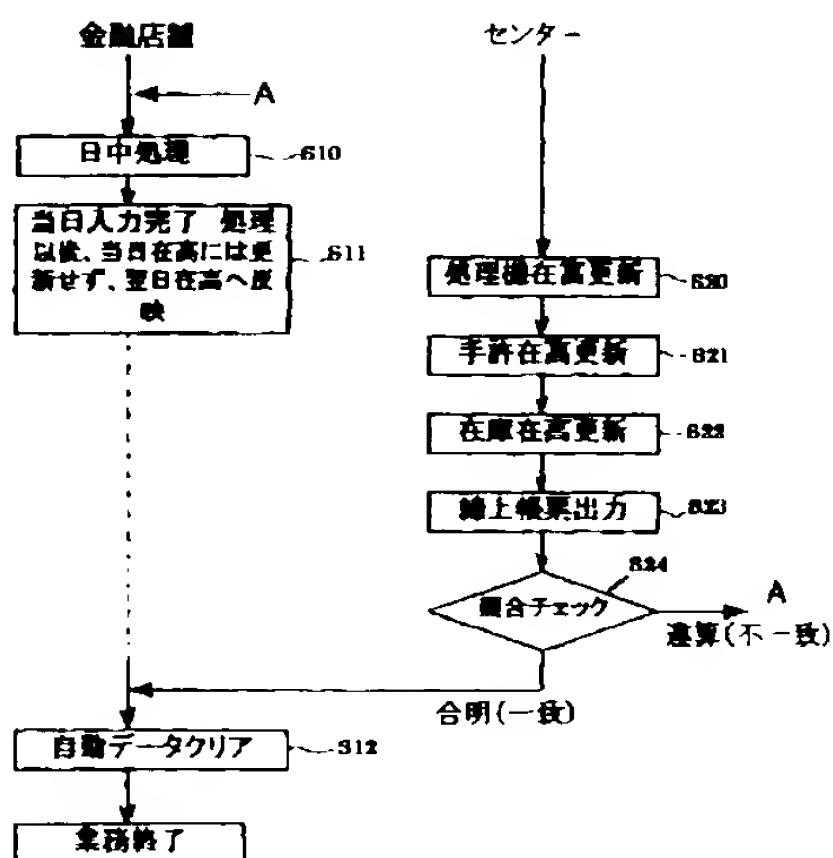 金融店舗
センター
A
日中処理
S10
当日入力完了 処理
以後、当日在高には更
新せず、翌日在高へ反
映
S11
処理機在高更新
S20
手許在高更新
S21
在庫在高更新
S22
締上帳票出力
S23
照合チェック
S24
A
違算(不一致)
合明(一致)
自動データクリア
S12
業務終了